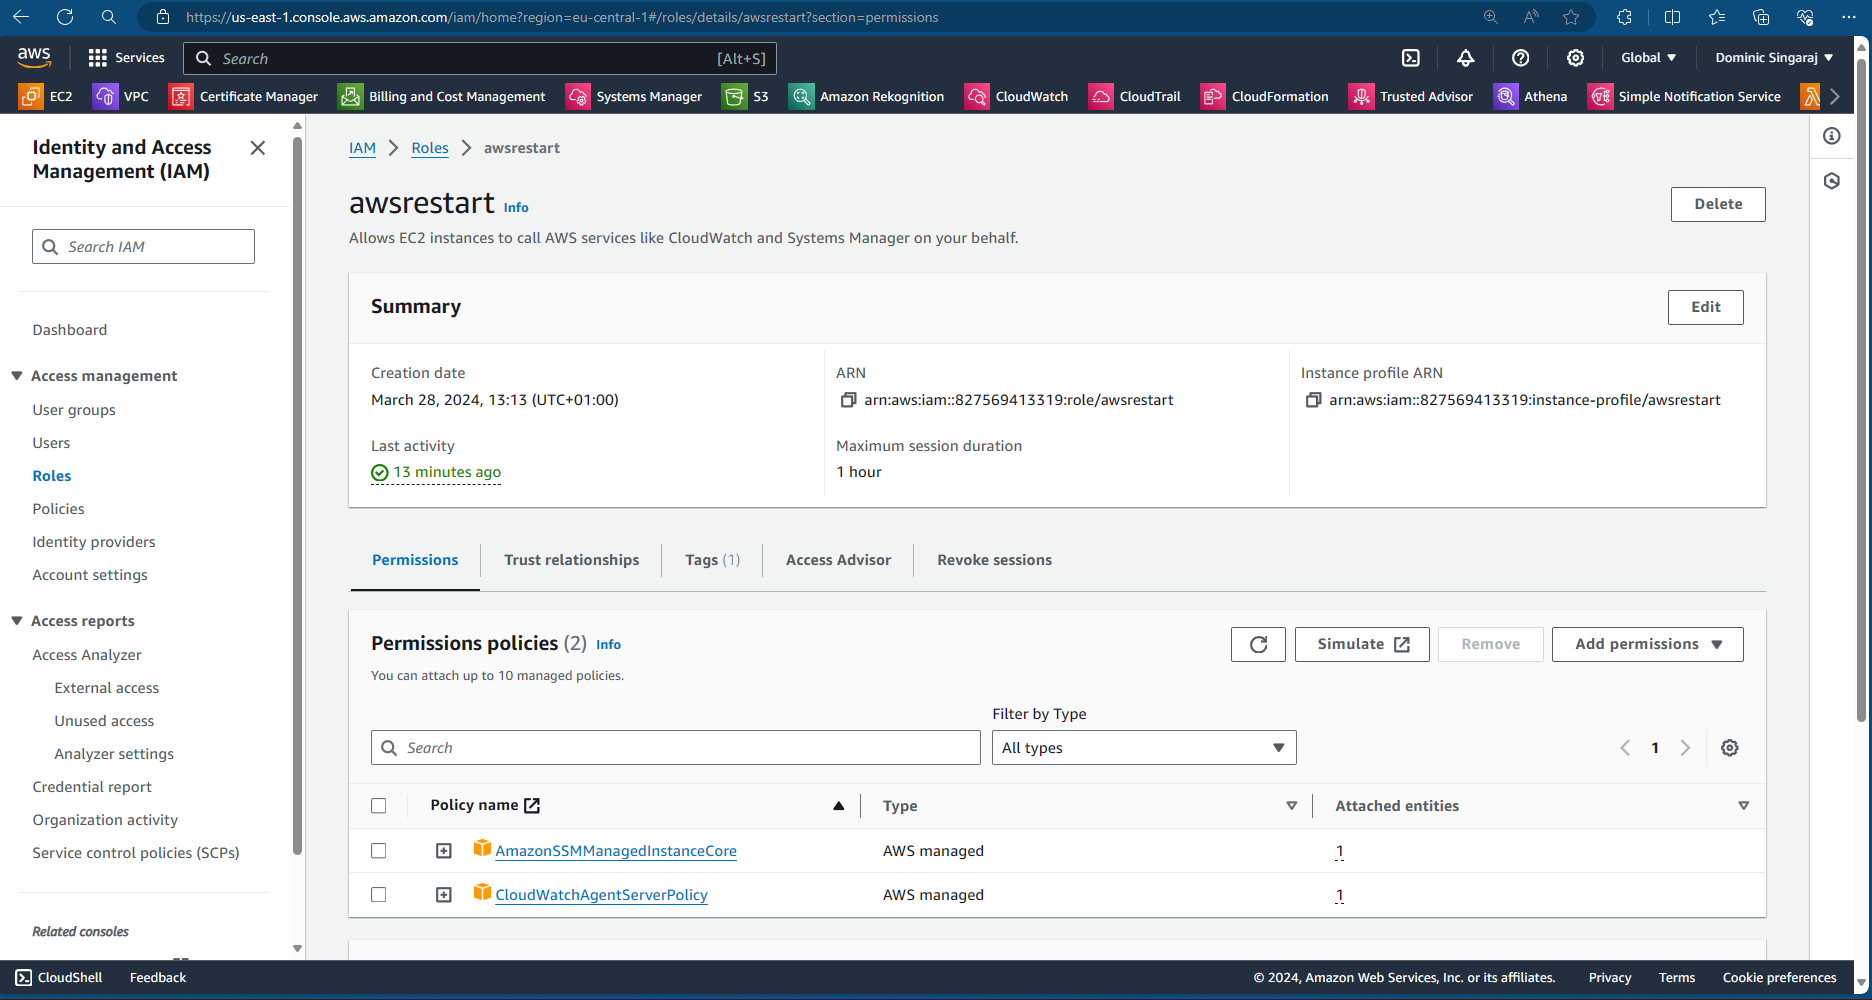 https://us-east-1.console.aws.amazon.com/iam/home?region=eu-central-1#/roles/details/awsrestart?section=permissions
aws
Services
Search
[Alt+S]
Global
Dominic Singaraj
EC2
VPC
Certificate Manager
Billing and Cost Management
Systems Manager
S3
Amazon Rekognition
CloudWatch
CloudTrail
CloudFormation
Trusted Advisor
Athena
Simple Notification Service
Identity and Access
Management (IAM)
Search IAM
Dashboard
Access management
User groups
Users
Roles
Policies
Identity providers
Account settings
Access reports
Access Analyzer
External access
Unused access
Analyzer settings
Credential report
Organization activity
Service control policies (SCPs)
Related consoles
IAM > Roles > awsrestart
awsrestart Info
Delete
Allows EC2 instances to call AWS services like CloudWatch and Systems Manager on your behalf.
Summary
Edit
Creation date
March 28, 2024, 13:13 (UTC+01:00)
ARN
arn:aws:iam::827569413319:role/awsrestart
Instance profile ARN
arn:aws:iam::827569413319:instance-profile/awsrestart
Last activity
13 minutes ago
Maximum session duration
1 hour
Permissions
Trust relationships
Tags (1)
Access Advisor
Revoke sessions
Permissions policies (2) Info
You can attach up to 10 managed policies.
Simulate
Remove
Add permissions
Filter by Type
Search
All types
1
Policy name
Type
Attached entities
AmazonSSMManagedInstanceCore
AWS managed
1
CloudWatchAgentServerPolicy
AWS managed
1
CloudShell
Feedback
© 2024, Amazon Web Services, Inc. or its affiliates.
Privacy
Terms
Cookie preferences